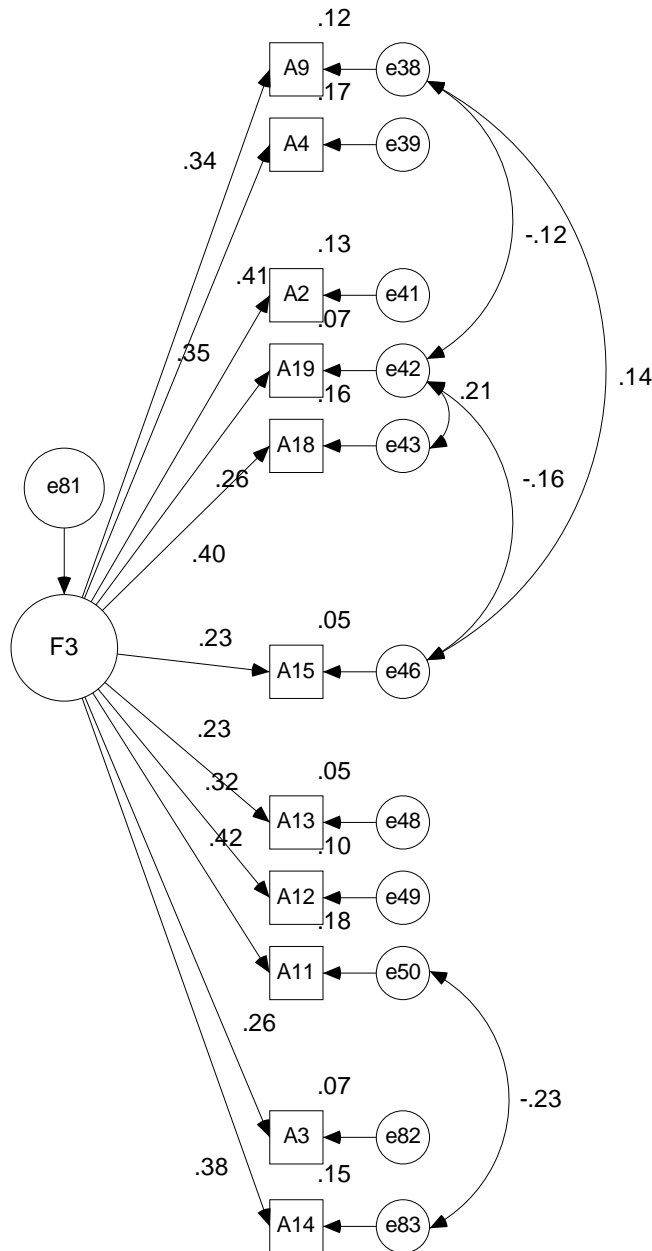 .12
A9
e38
.17
.34
A4
e39
-.12
.13
.41
A2
e41
.07
.35
A19
e42
.14
.16
.21
A18
e43
e81
.26
-.16
.40
.05
.23
F3
A15
e46
.23
.05
.32
A13
e48
.42
.10
A12
e49
.18
A11
e50
.26
.07
-.23
A3
e82
.38
.15
A14
e83